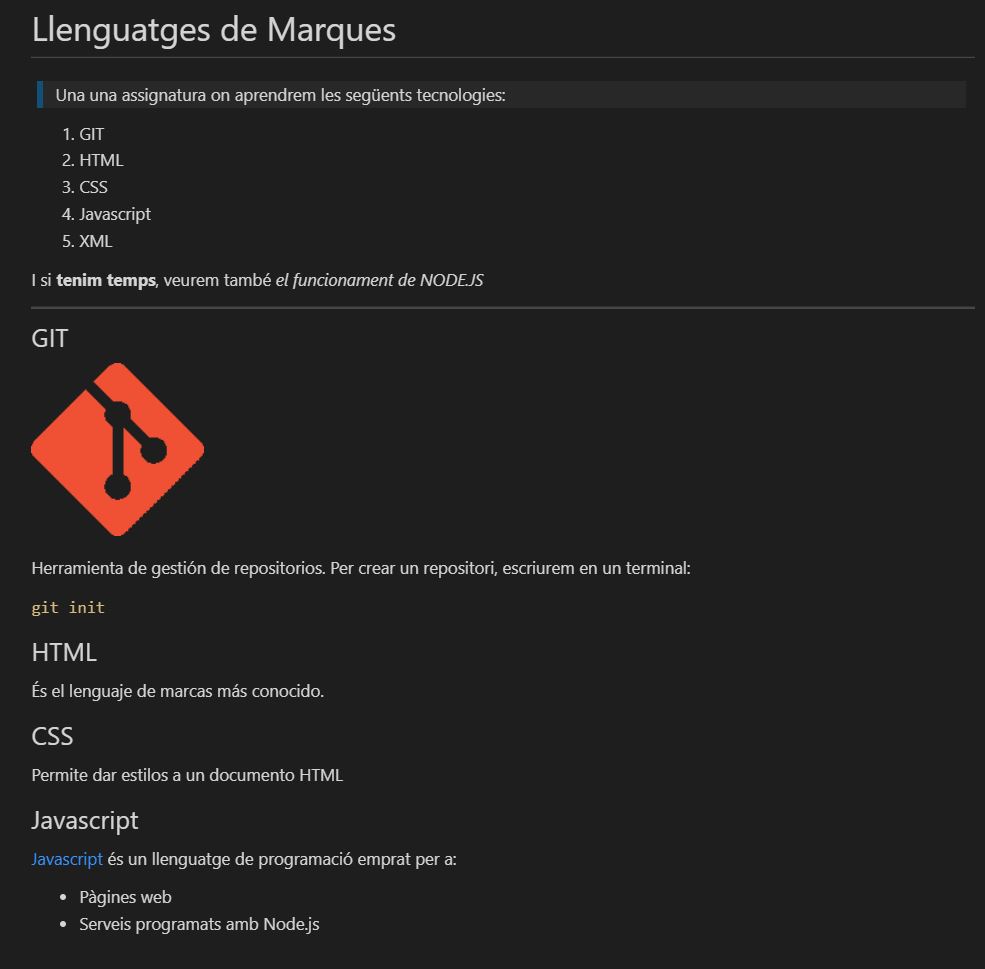 Llenguatges de Marques
Una una assignatura on aprendrem les següents tecnologies:
1. GIT
2. HTML
3. CSS
4. Javascript
5. XML
I si tenim temps, veurem també el funcionament de NODE.JS
GIT
Herramienta de gestión de repositorios. Per crear un repositori, escriurem en un terminal:
git init
HTML
És el lenguaje de marcas más conocido.
CSS
Permite dar estilos a un documento HTML
Javascript
Javascript és un llenguatge de programació emprat per a:
• Pàgines web
• Serveis programats amb Node.js